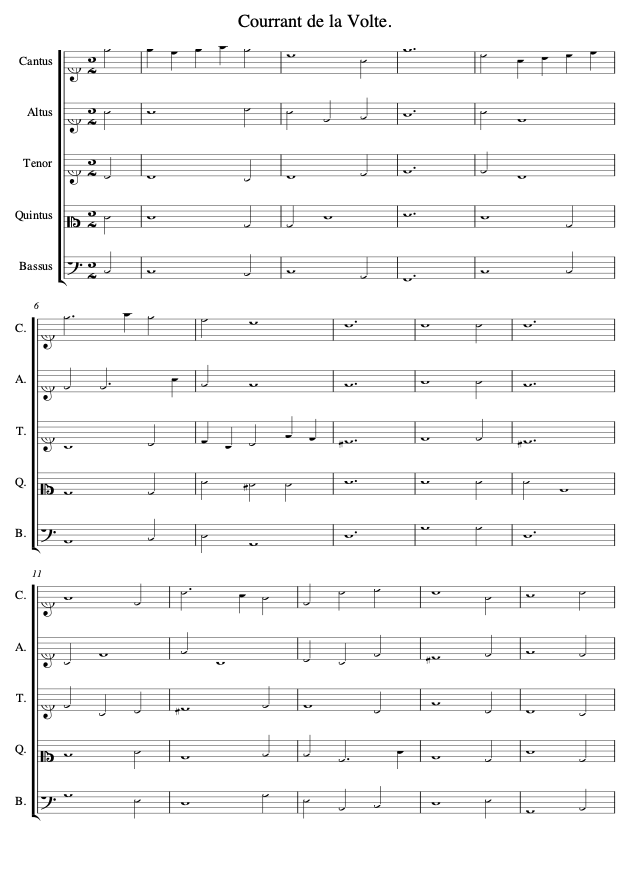 Courrant de la Volte.
Cantus
Altus
Tenor
Quintus
Bassus
6
C.
A.
T.
Q.
B.
11
C.
A.
T.
Q.
B.